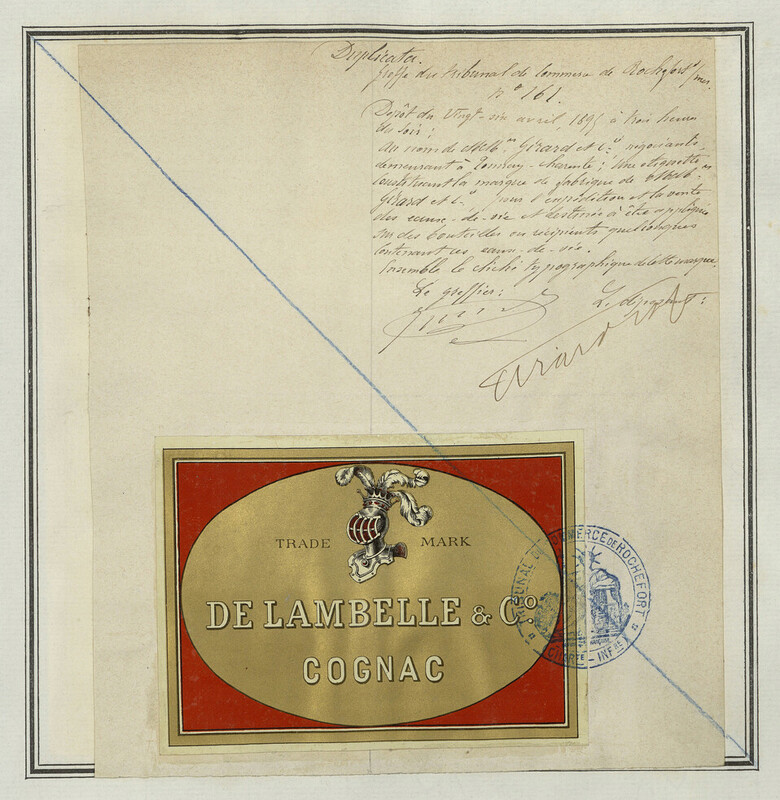 Duplicata.
Greffe du tribunal de Commerce de Rochefort s/mer.
N° 161.
Dépôt du Vingt-six avril, 1895 à trois heures
du soir;
Au nom de MM. Girard et Cie négociants,
demeurant à Tonnay-Charente; Une étiquette
constituant la marque de fabrique de MM.
Girard et Cie pour l'expédition et la vente
des eaux-de-vie et destinée à être appliquée
sur des bouteilles ou récipients quelconques
contenant ces eaux-de-vie.
Ensemble le cliché typographique de cette marque.
Le greffier:
Le déposant:
Girard
TRADE MARK
DE LAMBELLE & Co
COGNAC
TRIBUNAL DE COMMERCE DE ROCHEFORT
CHARTE - INFRE